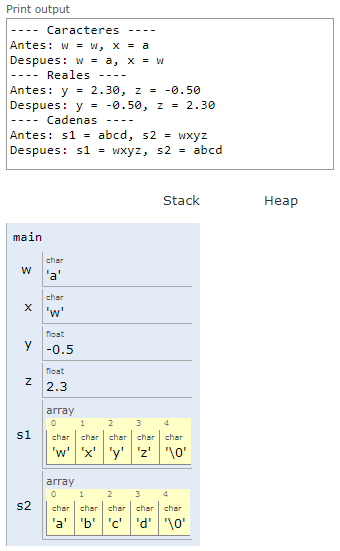 Print output
---- Caracteres ----
Antes: w = w, x = a
Despues: w = a, x = w
---- Reales ----
Antes: y = 2.30, z = -0.50
Despues: y = -0.50, z = 2.30
---- Cadenas ----
Antes: s1 = abcd, s2 = wxyz
Despues: s1 = wxyz, s2 = abcd
Stack Heap
main
char
w 'a'
char
x 'w'
float
y -0.5
float
z 2.3
array
0 1 2 3 4
char char char char char
s1 'w' 'x' 'y' 'z' '\0'
array
0 1 2 3 4
char char char char char
s2 'a' 'b' 'c' 'd' '\0'